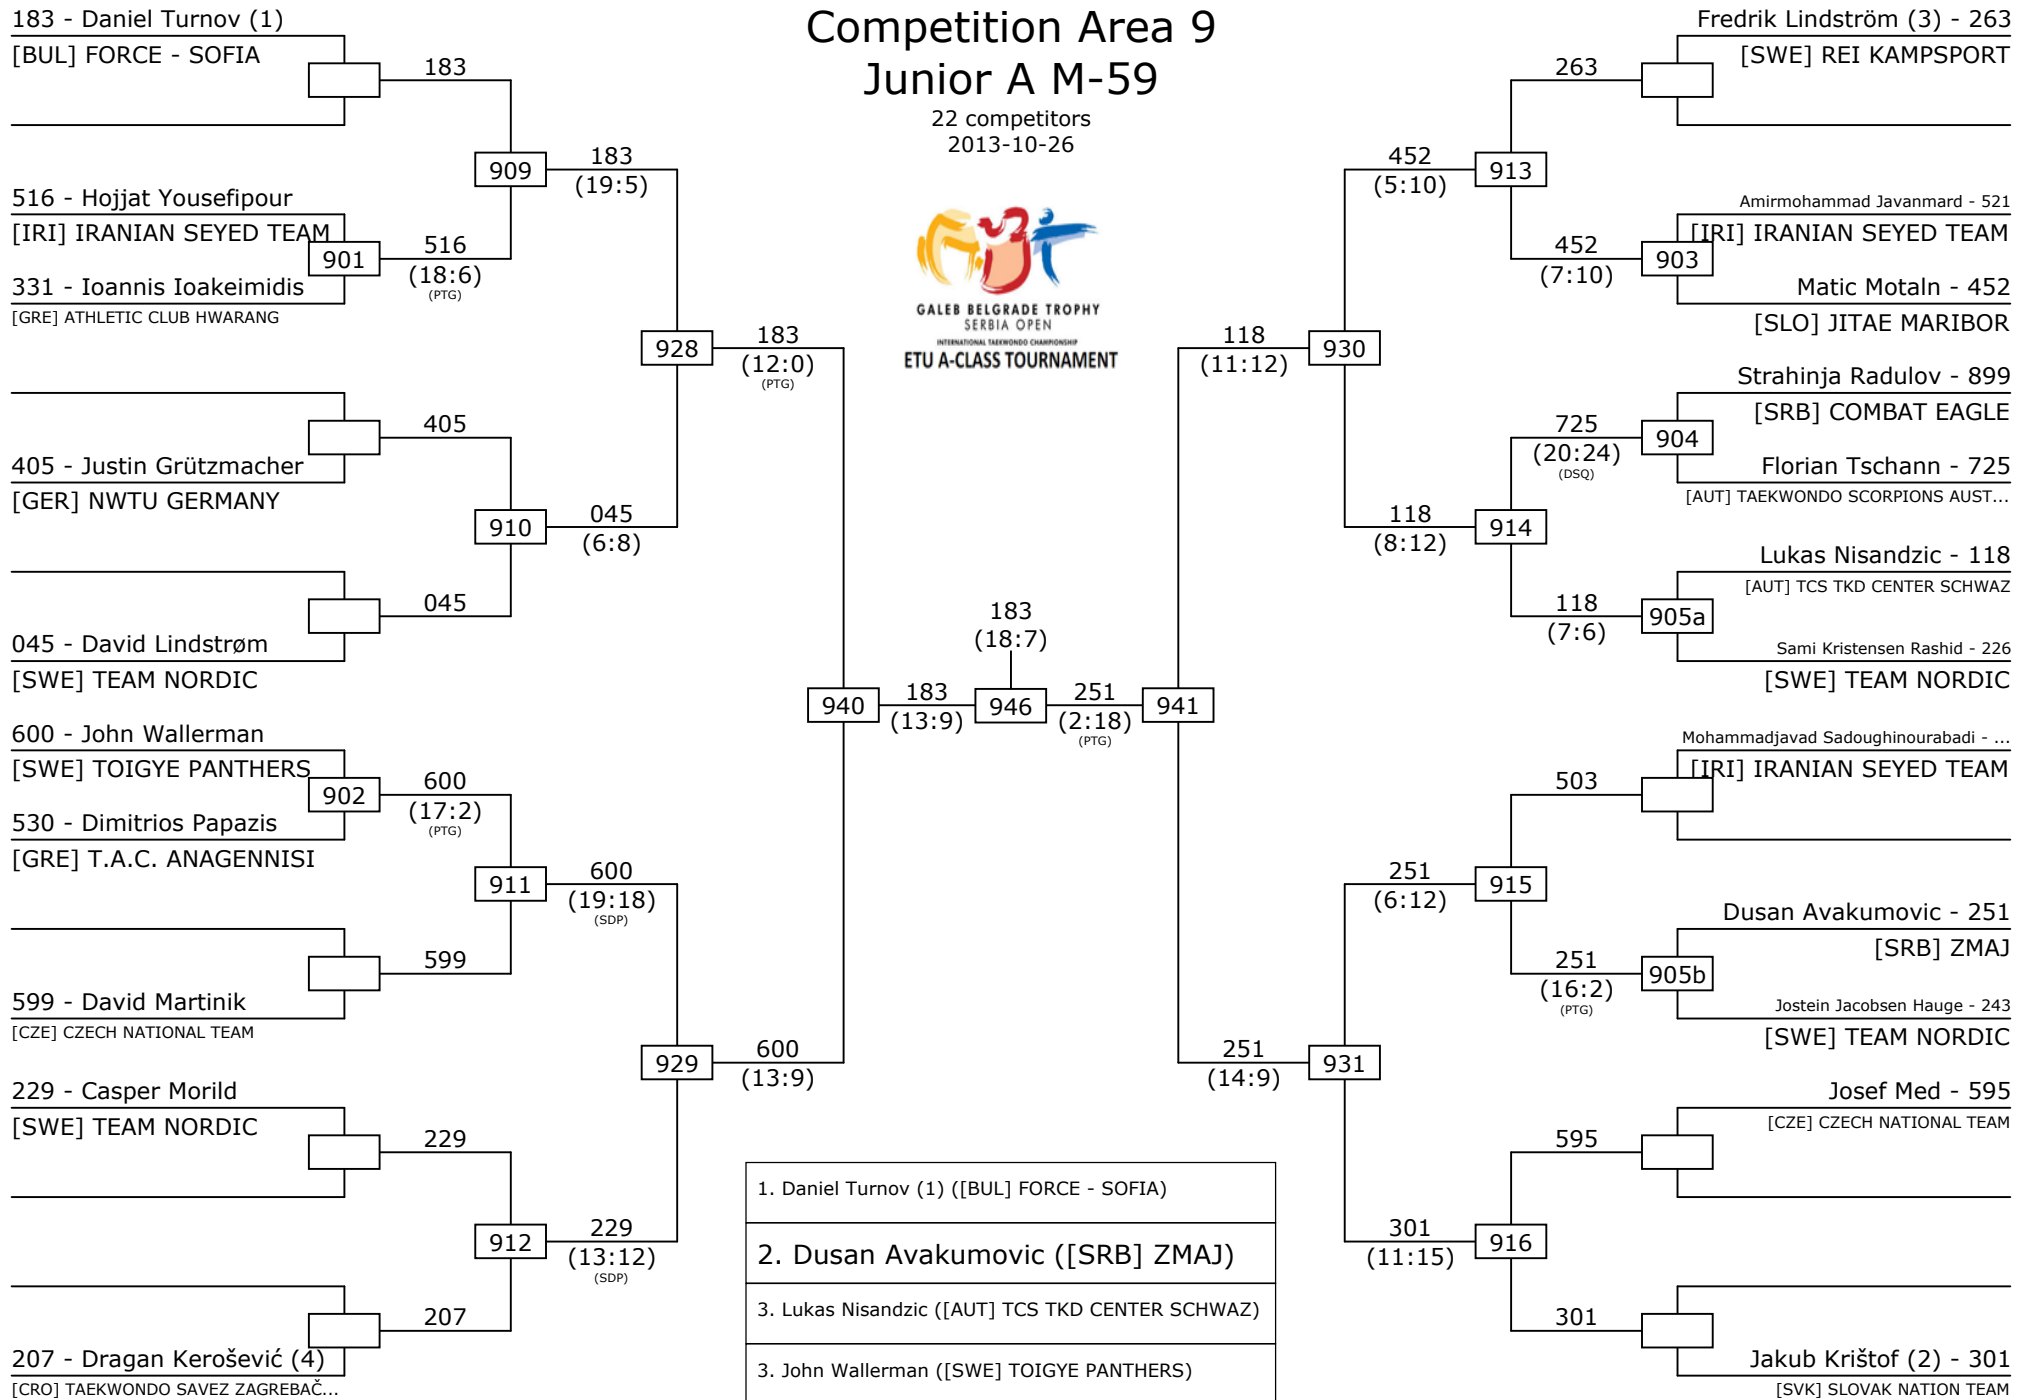 Competition Area 9
Junior A M-59
22 competitors
2013-10-26
GALEB BELGRADE TROPHY
SERBIA OPEN
INTERNATIONAL TAEKWONDO CHAMPIONSHIP
ETU A-CLASS TOURNAMENT
183 - Daniel Turnov (1)
[BUL] FORCE - SOFIA
183
516 - Hojjat Yousefipour
[IRI] IRANIAN SEYED TEAM
901
516
(18:6)
(PTG)
331 - Ioannis Ioakeimidis
[GRE] ATHLETIC CLUB HWARANG
909
183
(19:5)
405
405 - Justin Grützmacher
[GER] NWTU GERMANY
910
045
(6:8)
045
045 - David Lindstrøm
[SWE] TEAM NORDIC
928
183
(12:0)
(PTG)
600 - John Wallerman
[SWE] TOIGYE PANTHERS
902
600
(17:2)
(PTG)
530 - Dimitrios Papazis
[GRE] T.A.C. ANAGENNISI
911
600
(19:18)
(SDP)
599
599 - David Martinik
[CZE] CZECH NATIONAL TEAM
929
600
(13:9)
229 - Casper Morild
[SWE] TEAM NORDIC
229
912
229
(13:12)
(SDP)
207
207 - Dragan Kerošević (4)
[CRO] TAEKWONDO SAVEZ ZAGREBAČ...
940
183
(13:9)
183
(18:7)
946
251
(2:18)
(PTG)
941
Fredrik Lindström (3) - 263
[SWE] REI KAMPSPORT
263
452
(5:10)
913
Amirmohammad Javanmard - 521
[IRI] IRANIAN SEYED TEAM
452
(7:10)
903
Matic Motaln - 452
[SLO] JITAE MARIBOR
118
(11:12)
930
Strahinja Radulov - 899
[SRB] COMBAT EAGLE
725
(20:24)
(DSQ)
904
Florian Tschann - 725
[AUT] TAEKWONDO SCORPIONS AUST...
118
(8:12)
914
Lukas Nisandzic - 118
[AUT] TCS TKD CENTER SCHWAZ
118
(7:6)
905a
Sami Kristensen Rashid - 226
[SWE] TEAM NORDIC
Mohammadjavad Sadoughinourabadi - ...
[IRI] IRANIAN SEYED TEAM
503
251
(6:12)
915
Dusan Avakumovic - 251
[SRB] ZMAJ
251
(16:2)
(PTG)
905b
Jostein Jacobsen Hauge - 243
[SWE] TEAM NORDIC
251
(14:9)
931
Josef Med - 595
[CZE] CZECH NATIONAL TEAM
595
301
(11:15)
916
301
Jakub Krištof (2) - 301
[SVK] SLOVAK NATION TEAM
1. Daniel Turnov (1) ([BUL] FORCE - SOFIA)
2. Dusan Avakumovic ([SRB] ZMAJ)
3. Lukas Nisandzic ([AUT] TCS TKD CENTER SCHWAZ)
3. John Wallerman ([SWE] TOIGYE PANTHERS)